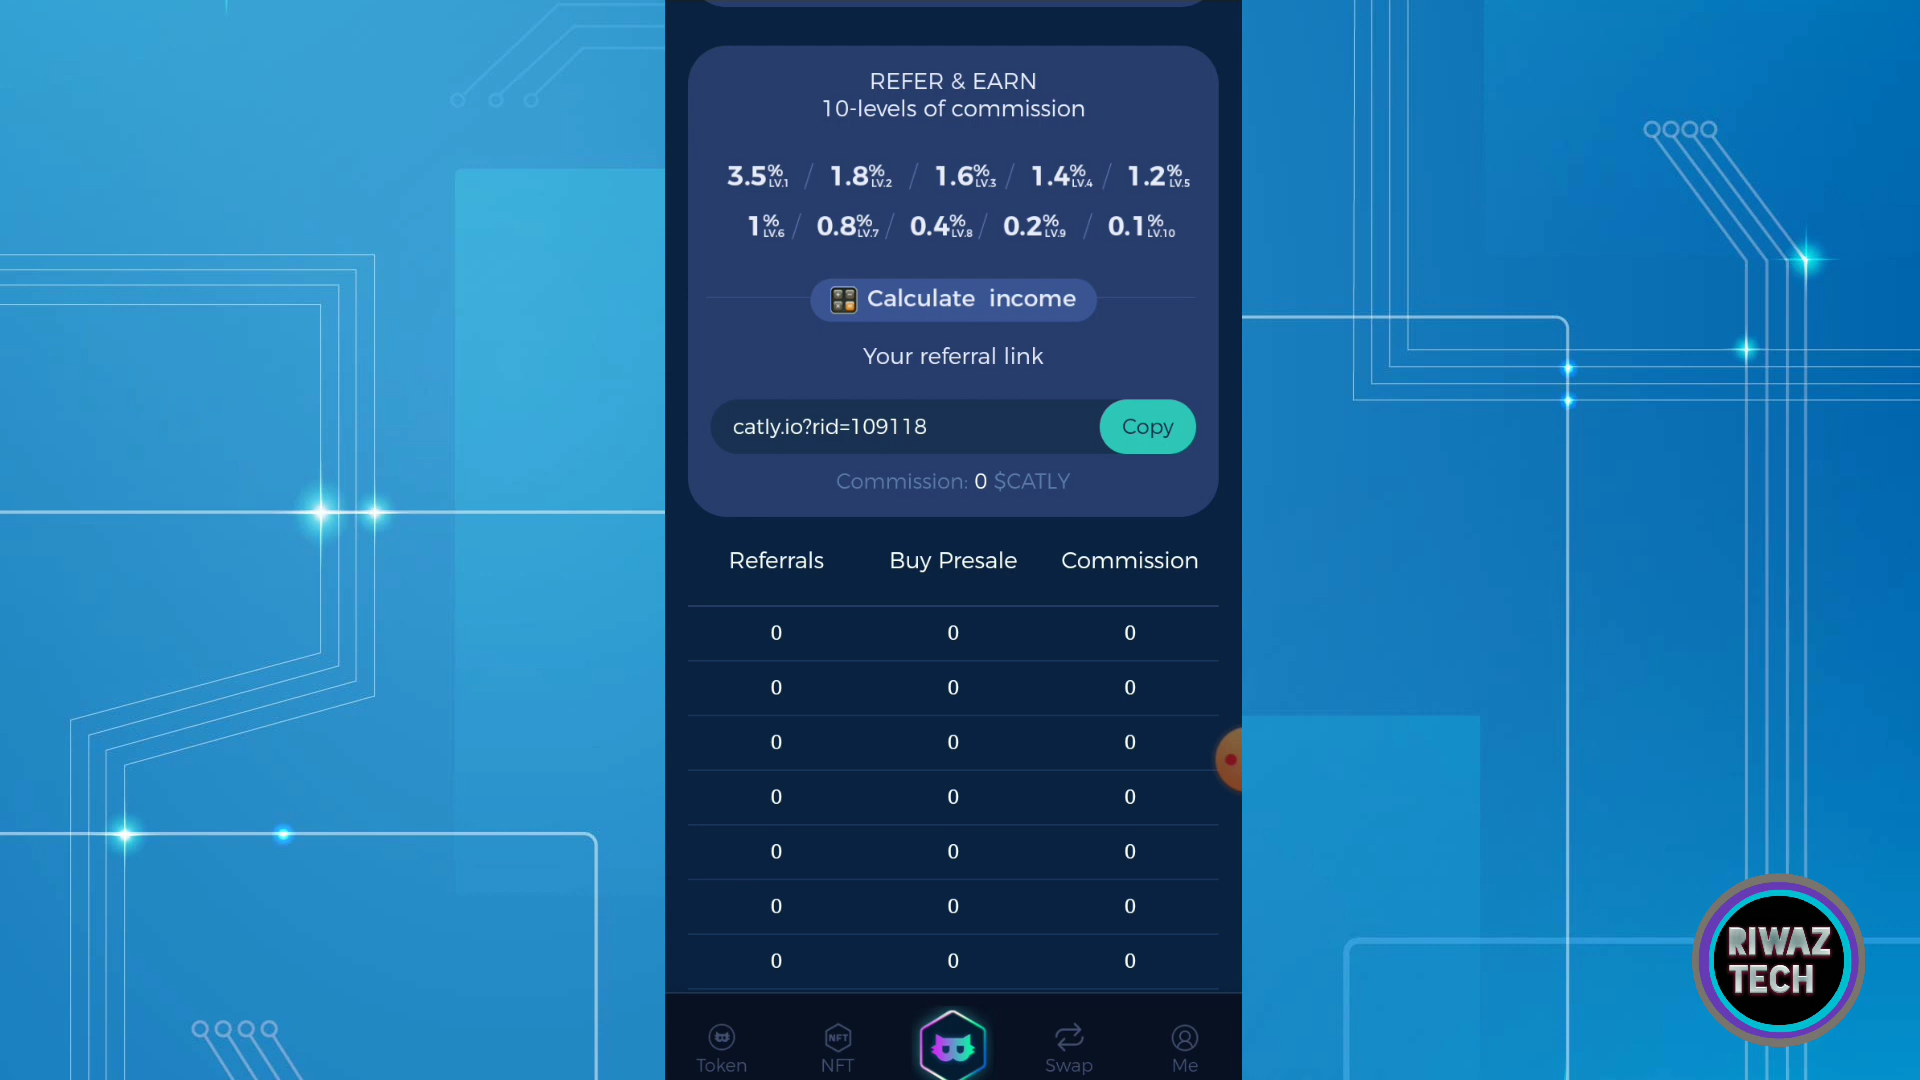 REFER & EARN
10-levels of commission
3.5% LV.1 / 1.8% LV.2 / 1.6% LV.3 / 1.4% LV.4 / 1.2% LV.5
1% LV.6 / 0.8% LV.7 / 0.4% LV.8 / 0.2% LV.9 / 0.1% LV.10
Calculate income
Your referral link
catly.io?rid=109118 Copy
Commission: 0 $CATLY
Referrals Buy Presale Commission
0 0 0
0 0 0
0 0 0
0 0 0
0 0 0
0 0 0
0 0 0
NFT
Token NFT Swap Me
RIWAZ
TECH